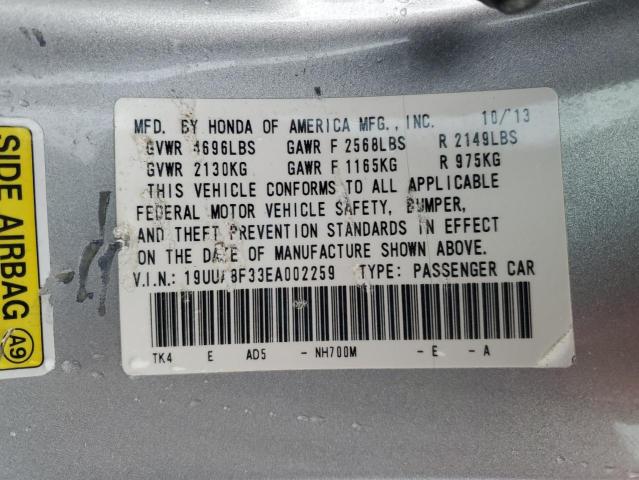 SIDE AIRBAG
A9
MFD. BY HONDA OF AMERICA MFG., INC. 10/13
GVWR 4696LBS GAWR F 2568LBS R 2149LBS
GVWR 2130KG GAWR F 1165KG R 975KG
THIS VEHICLE CONFORMS TO ALL APPLICABLE
FEDERAL MOTOR VEHICLE SAFETY, BUMPER,
AND THEFT PREVENTION STANDARDS IN EFFECT
ON THE DATE OF MANUFACTURE SHOWN ABOVE.
V.I.N.: 19UUA8F33EA002259 TYPE: PASSENGER CAR
TK4 E AD5 - NH700M - E - A